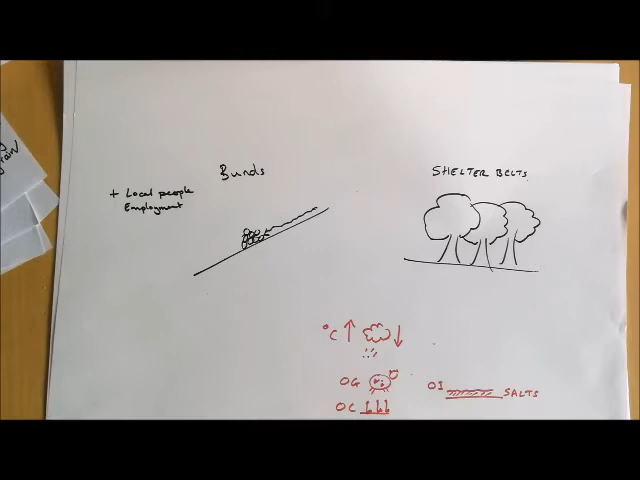 Bunds
+ Local people
Employment
SHELTER BELTS
°C
OG
OC
OI
SALTS